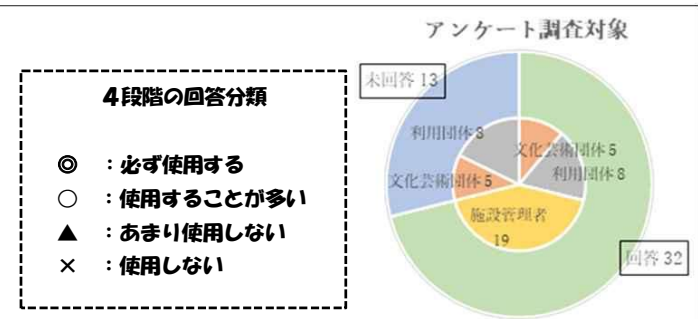 4段階の回答分類
◎ ：必ず使用する
○ ：使用することが多い
▲ ：あまり使用しない
× ：使用しない
アンケート調査対象
未回答 13
利用団体 8
文化芸術団体 5
文化芸術団体 5
利用団体 8
施設管理者
19
回答 32